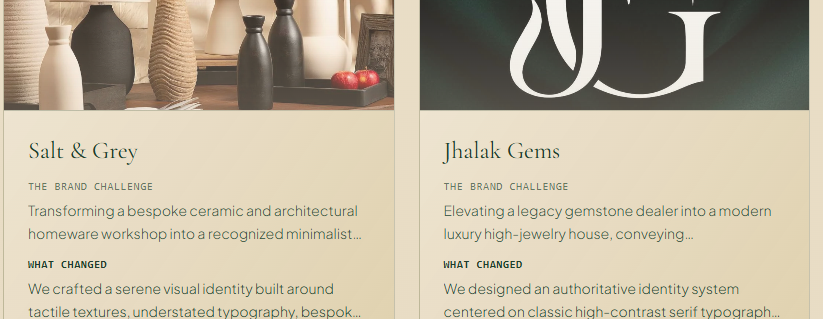 JG
Salt & Grey
THE BRAND CHALLENGE
Transforming a bespoke ceramic and architectural
homeware workshop into a recognized minimalist...
WHAT CHANGED
We crafted a serene visual identity built around
tactile textures, understated typography, bespok...
Jhalak Gems
THE BRAND CHALLENGE
Elevating a legacy gemstone dealer into a modern
luxury high-jewelry house, conveying...
WHAT CHANGED
We designed an authoritative identity system
centered on classic high-contrast serif typograph...